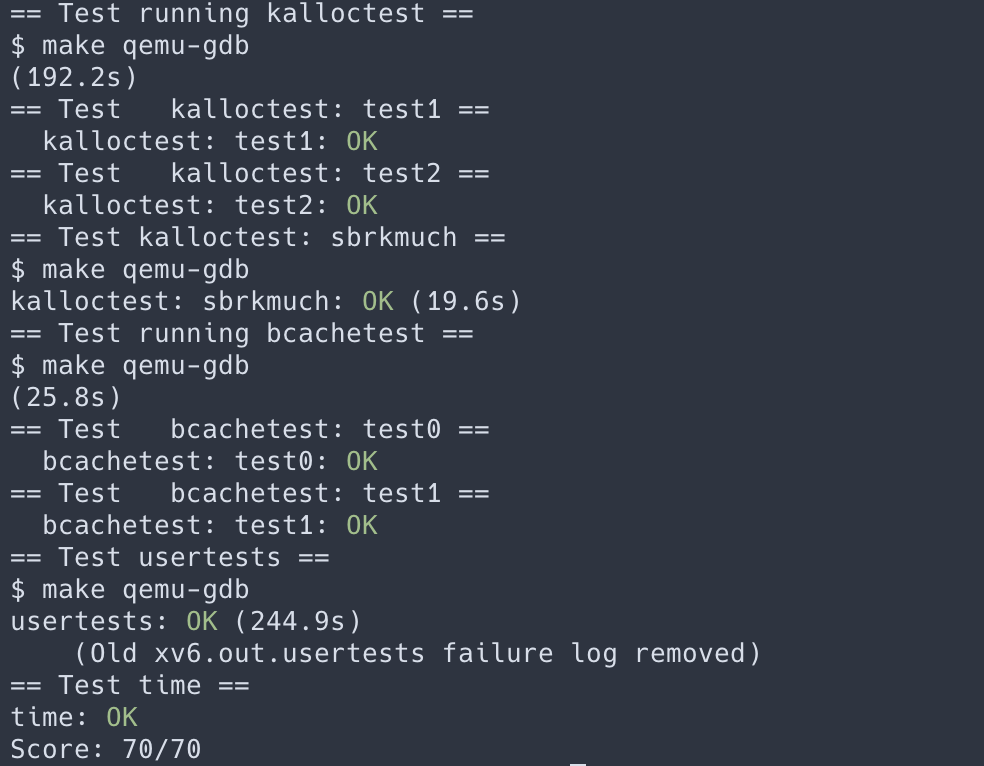 == Test running kalloctest ==
$ make qemu-gdb
(192.2s)
== Test   kalloctest: test1 ==
  kalloctest: test1: OK
== Test   kalloctest: test2 ==
  kalloctest: test2: OK
== Test kalloctest: sbrkmuch ==
$ make qemu-gdb
kalloctest: sbrkmuch: OK (19.6s)
== Test running bcachetest ==
$ make qemu-gdb
(25.8s)
== Test   bcachetest: test0 ==
  bcachetest: test0: OK
== Test   bcachetest: test1 ==
  bcachetest: test1: OK
== Test usertests ==
$ make qemu-gdb
usertests: OK (244.9s)
    (Old xv6.out.usertests failure log removed)
== Test time ==
time: OK
Score: 70/70